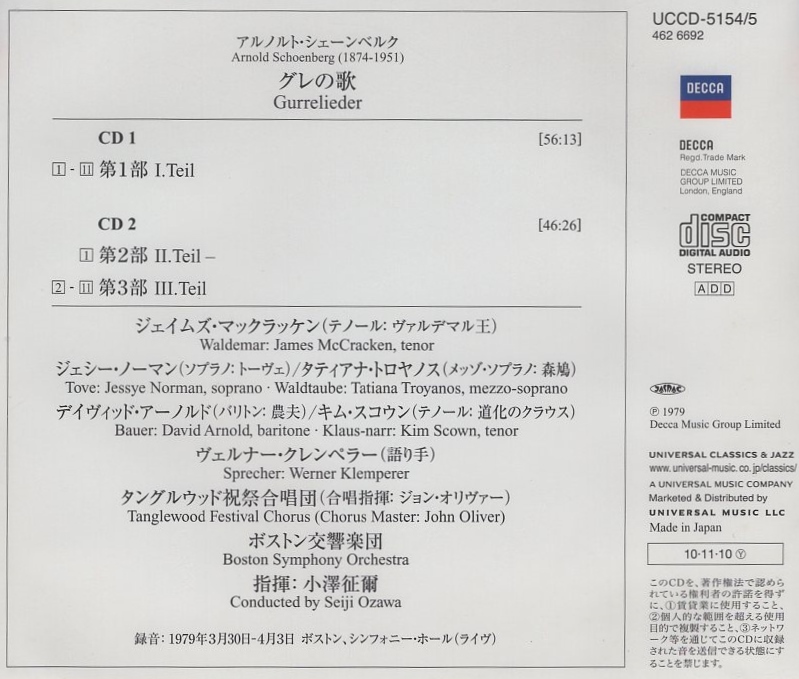 アルノルト・シェーンベルク
Arnold Schoenberg (1874-1951)
グレの歌
Gurrelieder
CD 1 [56:13]
1 - 11 第1部 I.Teil
CD 2 [46:26]
1 第2部 II.Teil –
2 - 11 第3部 III.Teil
ジェイムズ・マックラッケン(テノール: ヴァルデマル王)
Waldemar: James McCracken, tenor
ジェシー・ノーマン(ソプラノ: トーヴェ)/タティアナ・トロヤノス(メッゾ・ソプラノ: 森鳩)
Tove: Jessye Norman, soprano · Waldtaube: Tatiana Troyanos, mezzo-soprano
デイヴィッド・アーノルド(バリトン: 農夫)/キム・スコウン(テノール: 道化のクラウス)
Bauer: David Arnold, baritone · Klaus-narr: Kim Scown, tenor
ヴェルナー・クレンペラー(語り手)
Sprecher: Werner Klemperer
タングルウッド祝祭合唱団(合唱指揮: ジョン・オリヴァー)
Tanglewood Festival Chorus (Chorus Master: John Oliver)
ボストン交響楽団
Boston Symphony Orchestra
指揮: 小澤征爾
Conducted by Seiji Ozawa
録音: 1979年3月30日-4月3日 ボストン、シンフォニー・ホール(ライヴ)
UCCD-5154/5
462 6692
DECCA
DECCA
Regd.Trade Mark
DECCA MUSIC
GROUP LIMITED
London, England
COMPACT
disc
DIGITAL AUDIO
STEREO
ADD
JASRAC
Ⓟ 1979
Decca Music Group Limited
UNIVERSAL CLASSICS & JAZZ
www.universal-music.co.jp/classics/
A UNIVERSAL MUSIC COMPANY
Marketed & Distributed by
UNIVERSAL MUSIC LLC
Made in Japan
10·11·10 Ⓨ
このCDを、著作権法で認めら
れている権利者の許諾を得ず
に、①賃貸業に使用すること、
②個人的な範囲を超える使用
目的で複製すること、③ネットワ
ーク等を通じてこのCDに収録
された音を送信できる状態にす
ることを禁じます。